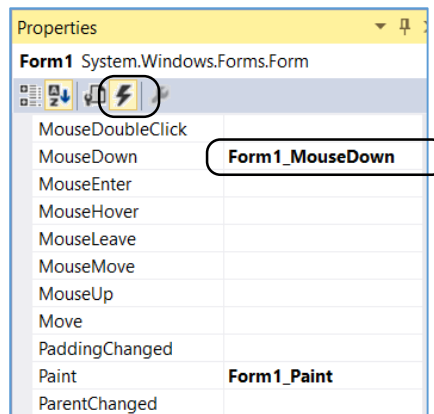 Properties
Form1 System.Windows.Forms.Form
MouseDoubleClick
MouseDown Form1_MouseDown
MouseEnter
MouseHover
MouseLeave
MouseMove
MouseUp
Move
PaddingChanged
Paint Form1_Paint
ParentChanged